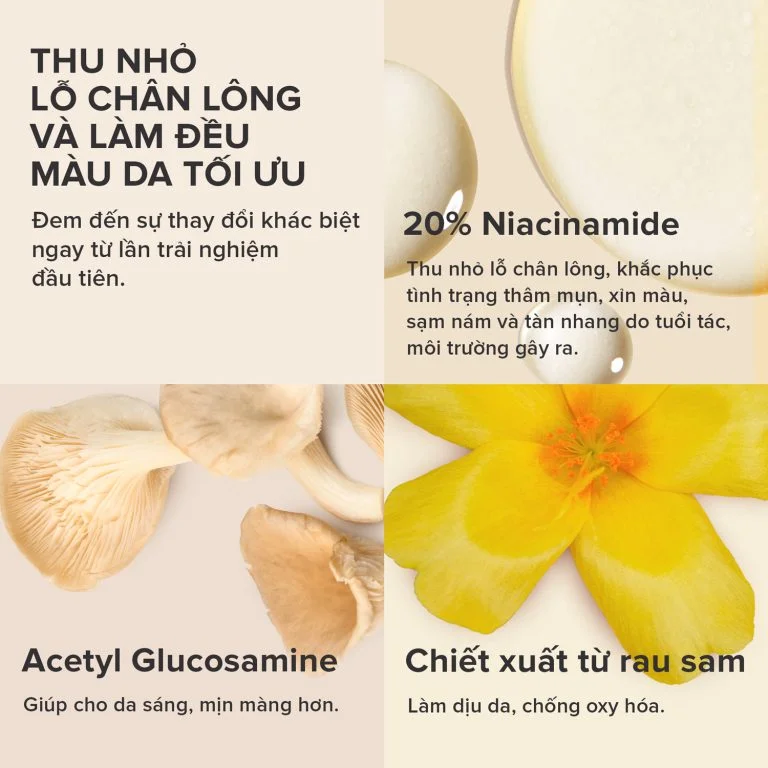 THU NHỎ
LỖ CHÂN LÔNG
VÀ LÀM ĐỀU
MÀU DA TỐI ƯU
Đem đến sự thay đổi khác biệt
ngay từ lần trải nghiệm
đầu tiên.
20% Niacinamide
Thu nhỏ lỗ chân lông, khắc phục
tình trạng thâm mụn, xỉn màu,
sạm nám và tàn nhang do tuổi tác,
môi trường gây ra.
Acetyl Glucosamine
Giúp cho da sáng, mịn màng hơn.
Chiết xuất từ rau sam
Làm dịu da, chống oxy hóa.